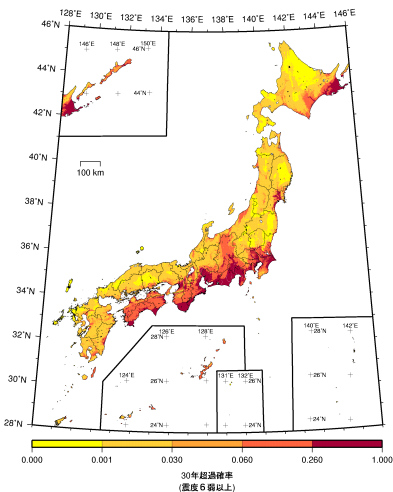 128°E 130°E 132°E 134°E 136°E 138°E 140°E 142°E 144°E 146°E
46°N
146°E 148°E 150°E
46°N
44°N
44°N
42°N
100 km
40°N
38°N
36°N
34°N
32°N
30°N
28°N
126°E 128°E
28°N
124°E
26°N
24°N
131°E 132°E
26°N
24°N
140°E 142°E
28°N
26°N
24°N
0.000 0.001 0.030 0.060 0.260 1.000
30年超過確率
(震度6弱以上)